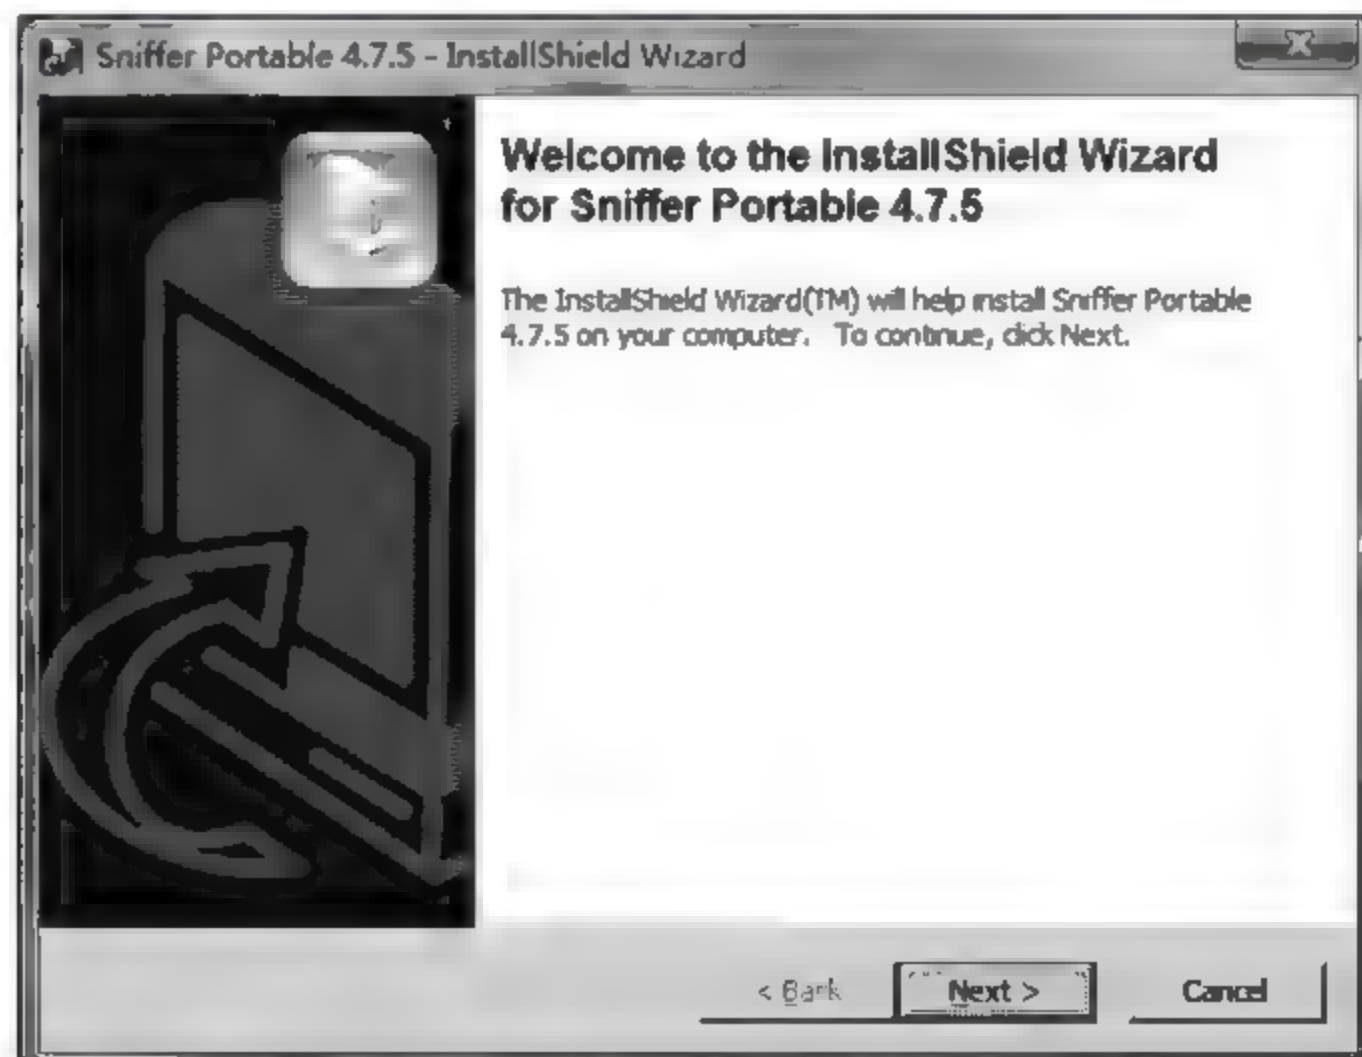 Sniffer Portable 4.7.5 - InstallShield Wizard
Welcome to the InstallShield Wizard
for Sniffer Portable 4.7.5
The InstallShield Wizard(TM) will help install Sniffer Portable
4.7.5 on your computer. To continue, click Next.
< Back Next > Cancel